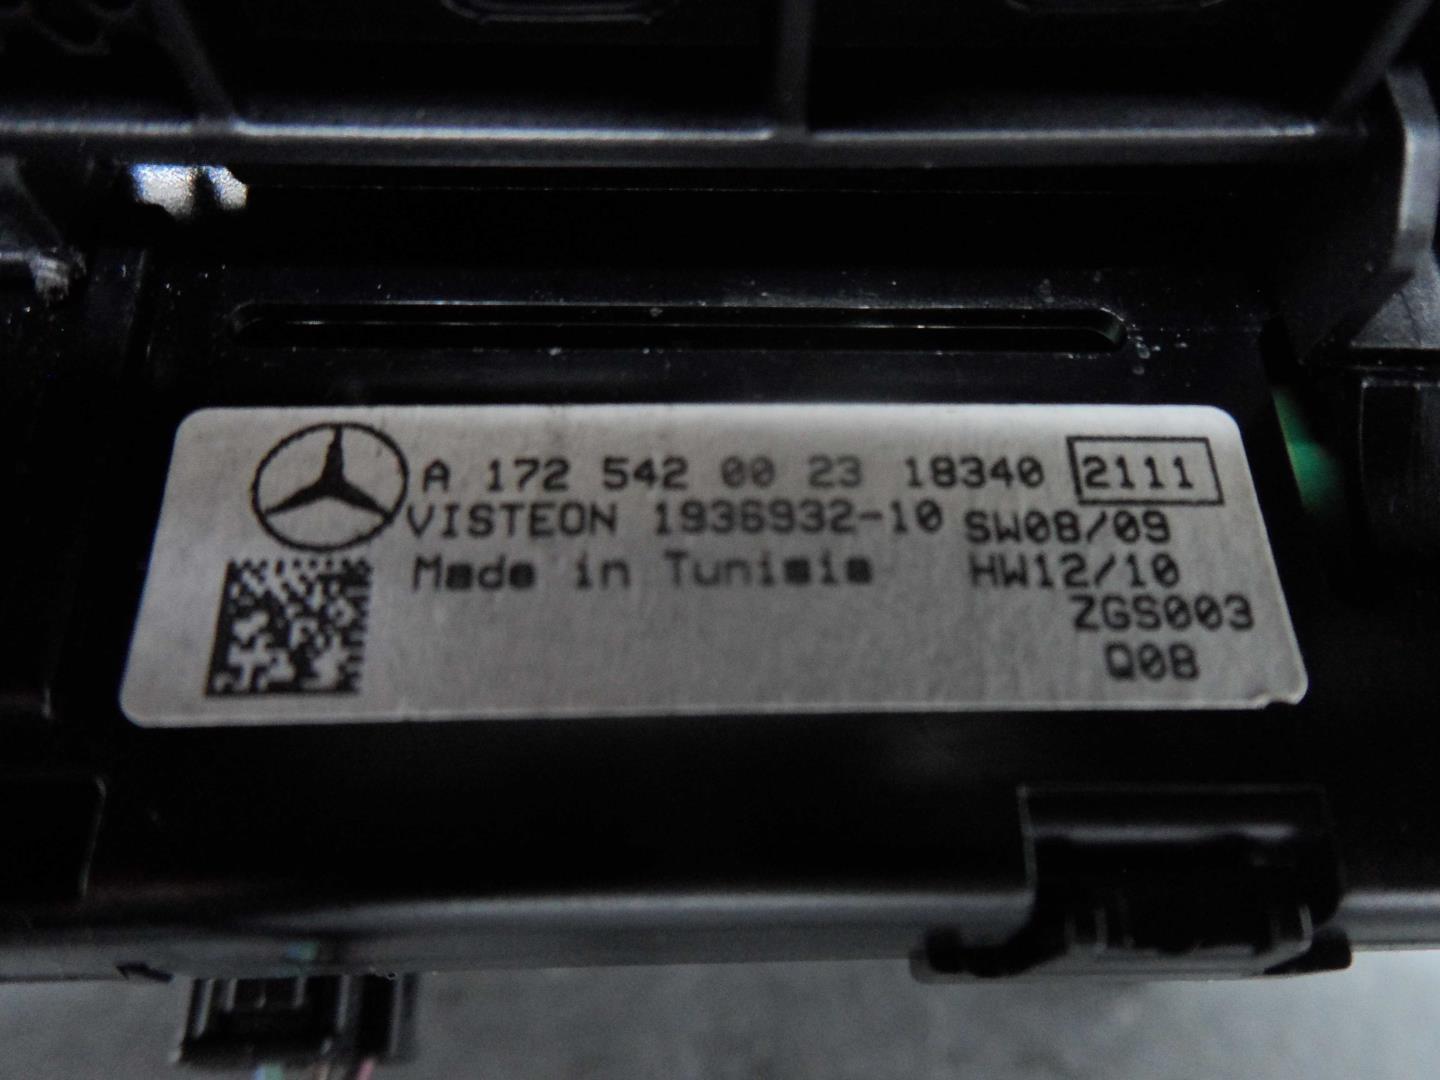 A 172 542 00 23 18340 2111
VISTEON 1936932-10 SW08/09
Made in Tunisia HW12/10
ZGS003
Q08